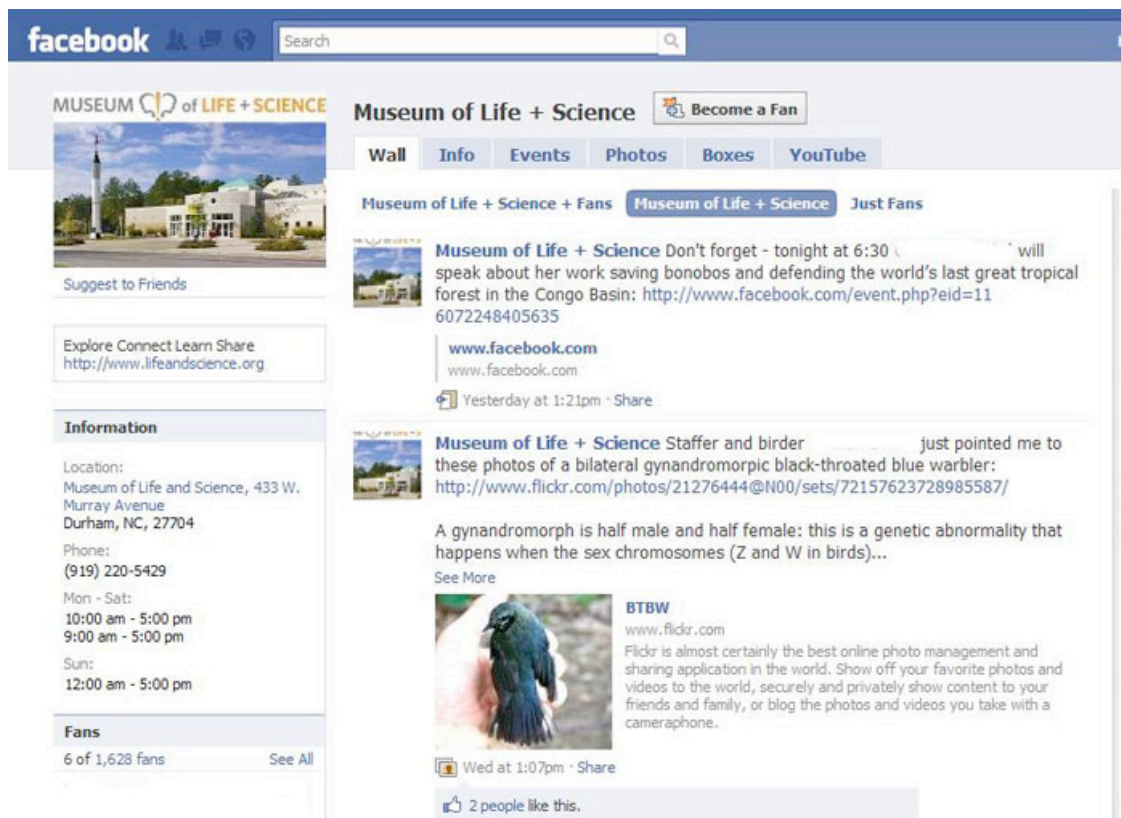 facebook
Search
MUSEUM of LIFE + SCIENCE
Suggest to Friends
Explore Connect Learn Share
http://www.lifeandscience.org
Information
Location:
Museum of Life and Science, 433 W.
Murray Avenue
Durham, NC, 27704
Phone:
(919) 220-5429
Mon - Sat:
10:00 am - 5:00 pm
9:00 am - 5:00 pm
Sun:
12:00 am - 5:00 pm
Fans
6 of 1,628 fans See All
Museum of Life + Science Become a Fan
Wall Info Events Photos Boxes YouTube
Museum of Life + Science + Fans Museum of Life + Science Just Fans
Museum of Life + Science Don't forget - tonight at 6:30 will
speak about her work saving bonobos and defending the world's last great tropical
forest in the Congo Basin: http://www.facebook.com/event.php?eid=11
6072248405635
www.facebook.com
www.facebook.com
Yesterday at 1:21pm · Share
Museum of Life + Science Staffer and birder just pointed me to
these photos of a bilateral gynandromorpic black-throated blue warbler:
http://www.flickr.com/photos/21276444@N00/sets/72157623728985587/
A gynandromorph is half male and half female: this is a genetic abnormality that
happens when the sex chromosomes (Z and W in birds)...
See More
BTBW
www.flickr.com
Flickr is almost certainly the best online photo management and
sharing application in the world. Show off your favorite photos and
videos to the world, securely and privately show content to your
friends and family, or blog the photos and videos you take with a
cameraphone.
Wed at 1:07pm · Share
2 people like this.